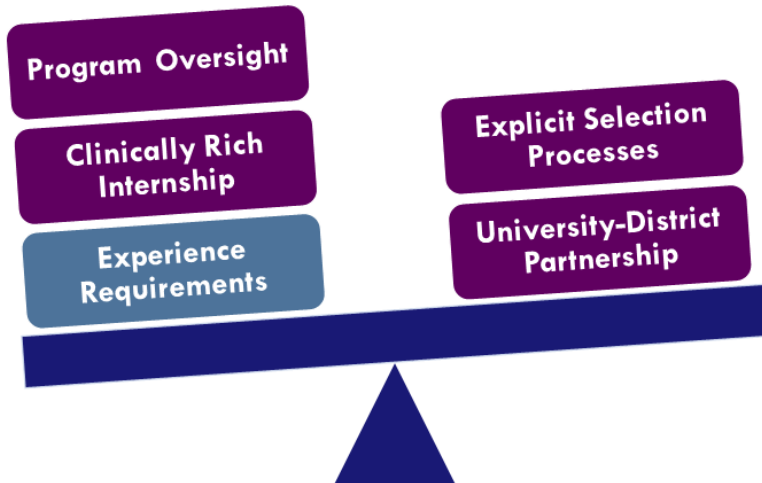 Program Oversight
Clinically Rich
Internship
Experience
Requirements
Explicit Selection
Processes
University-District
Partnership